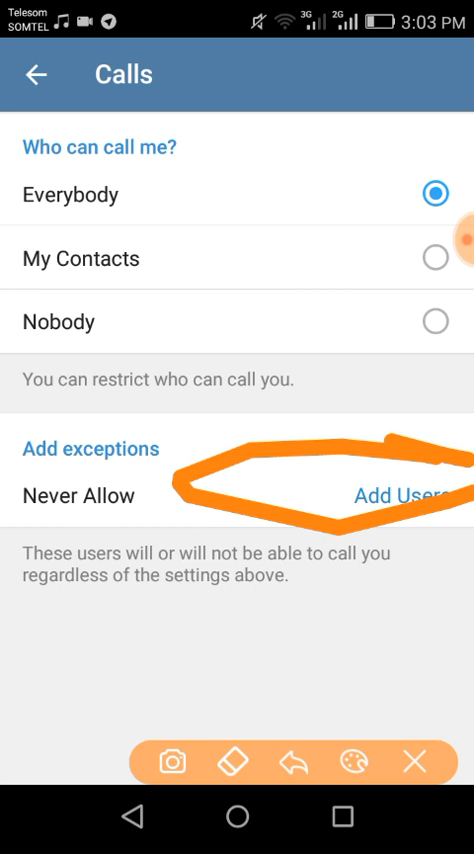 Telesom
SOMTEL
3G
2G
3:03 PM
Calls
Who can call me?
Everybody
My Contacts
Nobody
You can restrict who can call you.
Add exceptions
Never Allow
Add Users
These users will or will not be able to call you
regardless of the settings above.